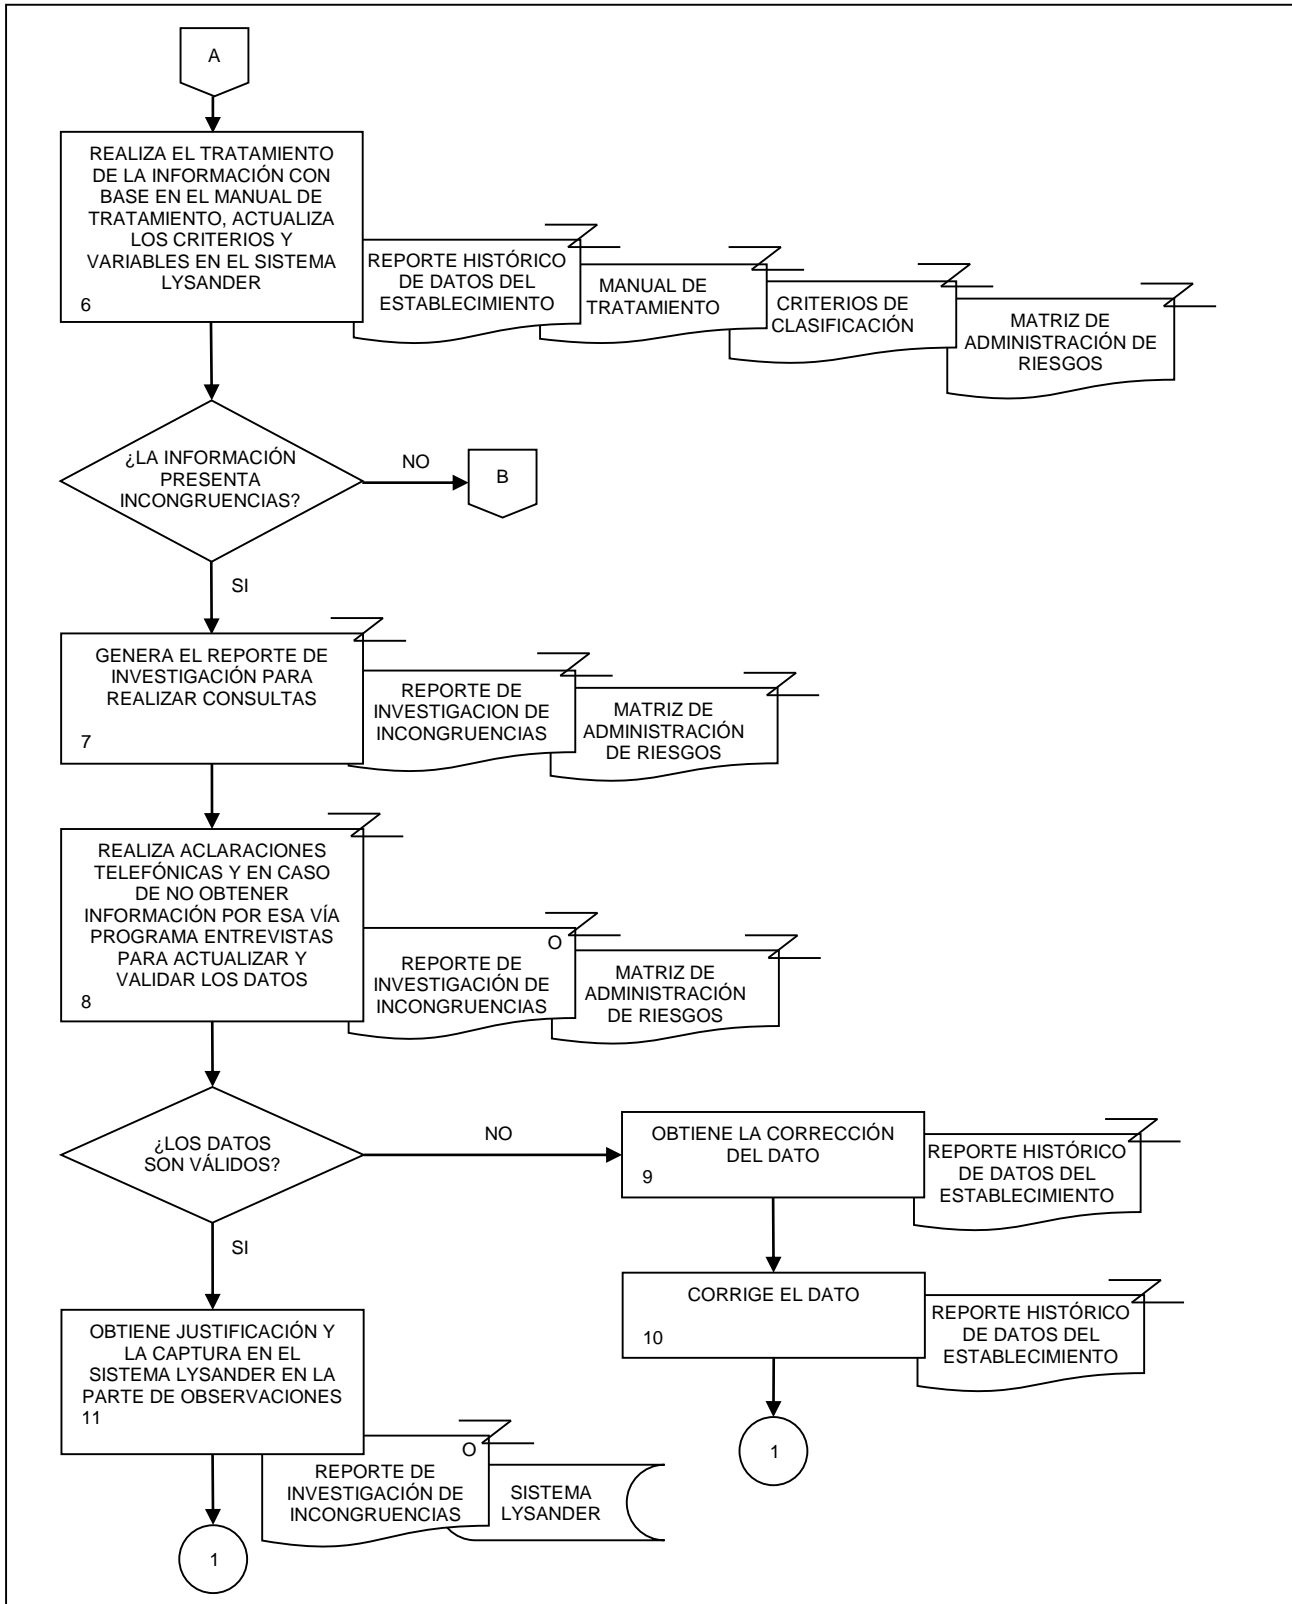 A
REALIZA EL TRATAMIENTO
DE LA INFORMACIÓN CON
BASE EN EL MANUAL DE
TRATAMIENTO, ACTUALIZA
LOS CRITERIOS Y
VARIABLES EN EL SISTEMA
LYSANDER
6
REPORTE HISTÓRICO
DE DATOS DEL
ESTABLECIMIENTO
MANUAL DE
TRATAMIENTO
CRITERIOS DE
CLASIFICACIÓN
MATRIZ DE
ADMINISTRACIÓN DE
RIESGOS
¿LA INFORMACIÓN
PRESENTA
INCONGRUENCIAS?
NO
B
SI
GENERA EL REPORTE DE
INVESTIGACIÓN PARA
REALIZAR CONSULTAS
7
REPORTE DE
INVESTIGACION DE
INCONGRUENCIAS
MATRIZ DE
ADMINISTRACIÓN
DE RIESGOS
REALIZA ACLARACIONES
TELEFÓNICAS Y EN CASO
DE NO OBTENER
INFORMACIÓN POR ESA VÍA
PROGRAMA ENTREVISTAS
PARA ACTUALIZAR Y
VALIDAR LOS DATOS
8
O
REPORTE DE
INVESTIGACIÓN DE
INCONGRUENCIAS
MATRIZ DE
ADMINISTRACIÓN
DE RIESGOS
¿LOS DATOS
SON VÁLIDOS?
NO
OBTIENE LA CORRECCIÓN
DEL DATO
9
REPORTE HISTÓRICO
DE DATOS DEL
ESTABLECIMIENTO
SI
CORRIGE EL DATO
10
REPORTE HISTÓRICO
DE DATOS DEL
ESTABLECIMIENTO
1
OBTIENE JUSTIFICACIÓN Y
LA CAPTURA EN EL
SISTEMA LYSANDER EN LA
PARTE DE OBSERVACIONES
11
O
REPORTE DE
INVESTIGACIÓN DE
INCONGRUENCIAS
SISTEMA
LYSANDER
1